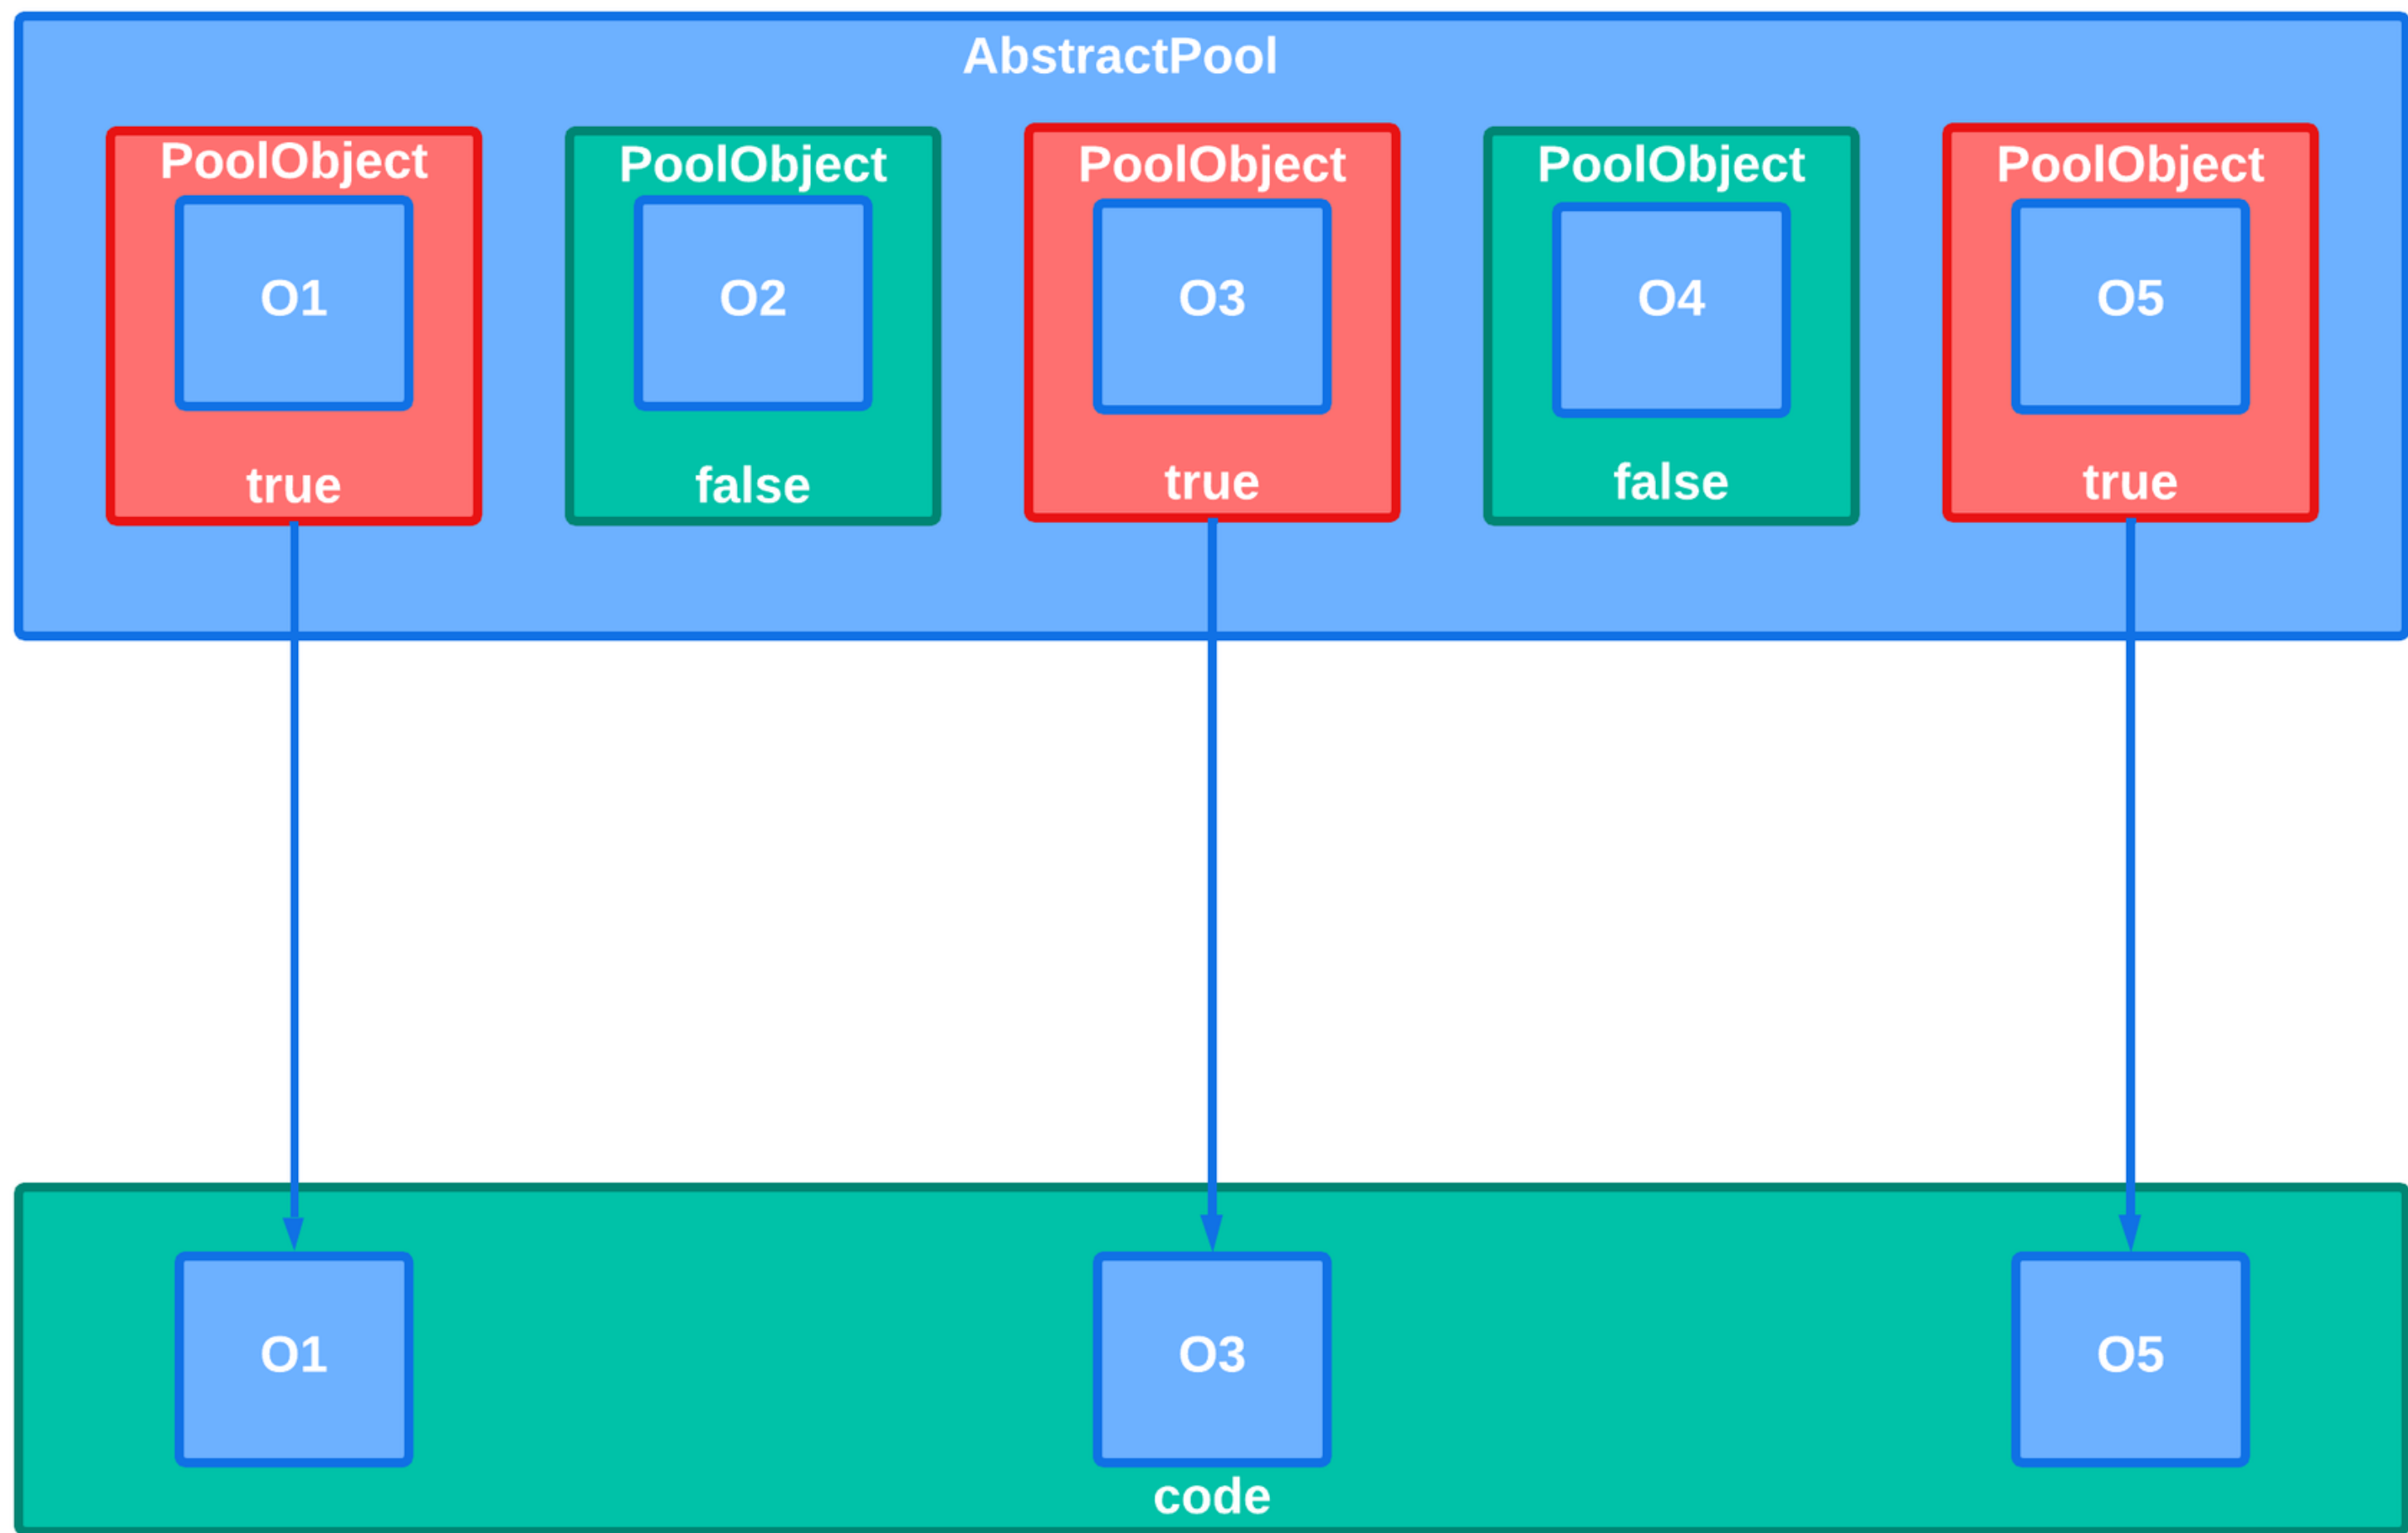 AbstractPool
PoolObject
O1
true
PoolObject
O2
false
PoolObject
O3
true
PoolObject
O4
false
PoolObject
O5
true
O1
O3
O5
code